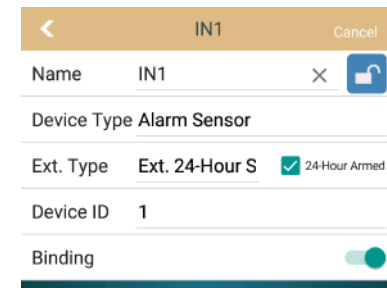 IN1 Cancel
Name IN1
Device Type Alarm Sensor
Ext. Type Ext. 24-Hour S 24-Hour Armed
Device ID 1
Binding